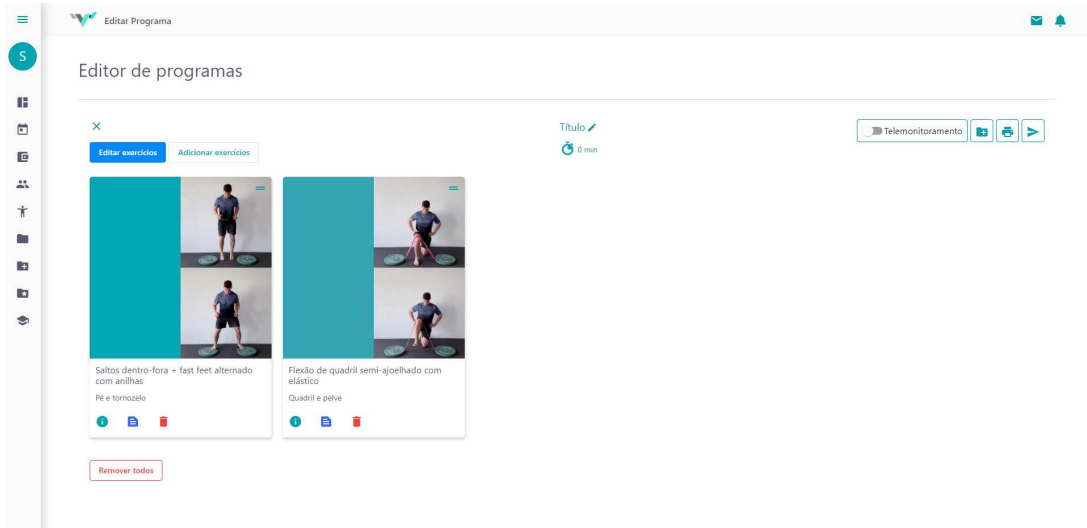 Editar Programa
S
Editor de programas
Título
0 min
Telemonitoramento
Editar exercícios
Adicionar exercícios
Saltos dentro-fora + fast feet alternado
com anilhas
Pé e tornozelo
Flexão de quadril semi-ajoelhado com
elástico
Quadril e pelve
Remover todos